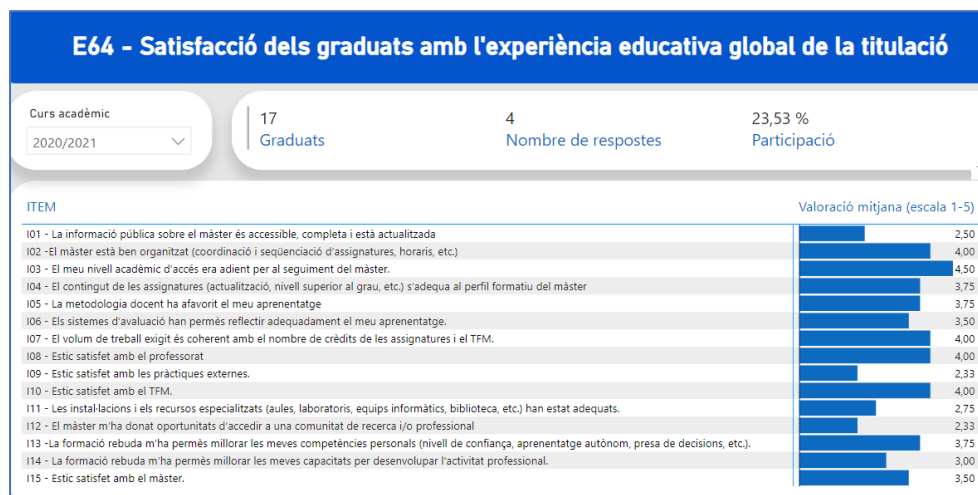 E64 - Satisfacció dels graduats amb l'experiència educativa global de la titulació
Curs acadèmic
2020/2021
17
Graduats
4
Nombre de respostes
23,53 %
Participació
ITEM Valoració mitjana (escala 1-5)
I01 - La informació pública sobre el màster és accessible, completa i està actualitzada 2,50
I02 -El màster està ben organitzat (coordinació i seqüenciació d'assignatures, horaris, etc.) 4,00
I03 - El meu nivell acadèmic d'accés era adient per al seguiment del màster. 4,50
I04 - El contingut de les assignatures (actualització, nivell superior al grau, etc.) s'adequa al perfil formatiu del màster 3,75
I05 - La metodologia docent ha afavorit el meu aprenentatge 3,75
I06 - Els sistemes d'avaluació han permès reflectir adequadament el meu aprenentatge. 3,50
I07 - El volum de treball exigit és coherent amb el nombre de crèdits de les assignatures i el TFM. 4,00
I08 - Estic satisfet amb el professorat 4,00
I09 - Estic satisfet amb les pràctiques externes. 2,33
I10 - Estic satisfet amb el TFM. 4,00
I11 - Les instal·lacions i els recursos especialitzats (aules, laboratoris, equips informàtics, biblioteca, etc.) han estat adequats. 2,75
I12 - El màster m'ha donat oportunitats d'accedir a una comunitat de recerca i/o professional 2,33
I13 -La formació rebuda m'ha permès millorar les meves competències personals (nivell de confiança, aprenentatge autònom, presa de decisions, etc.). 3,75
I14 - La formació rebuda m'ha permès millorar les meves capacitats per desenvolupar l'activitat professional. 3,00
I15 - Estic satisfet amb el màster. 3,50